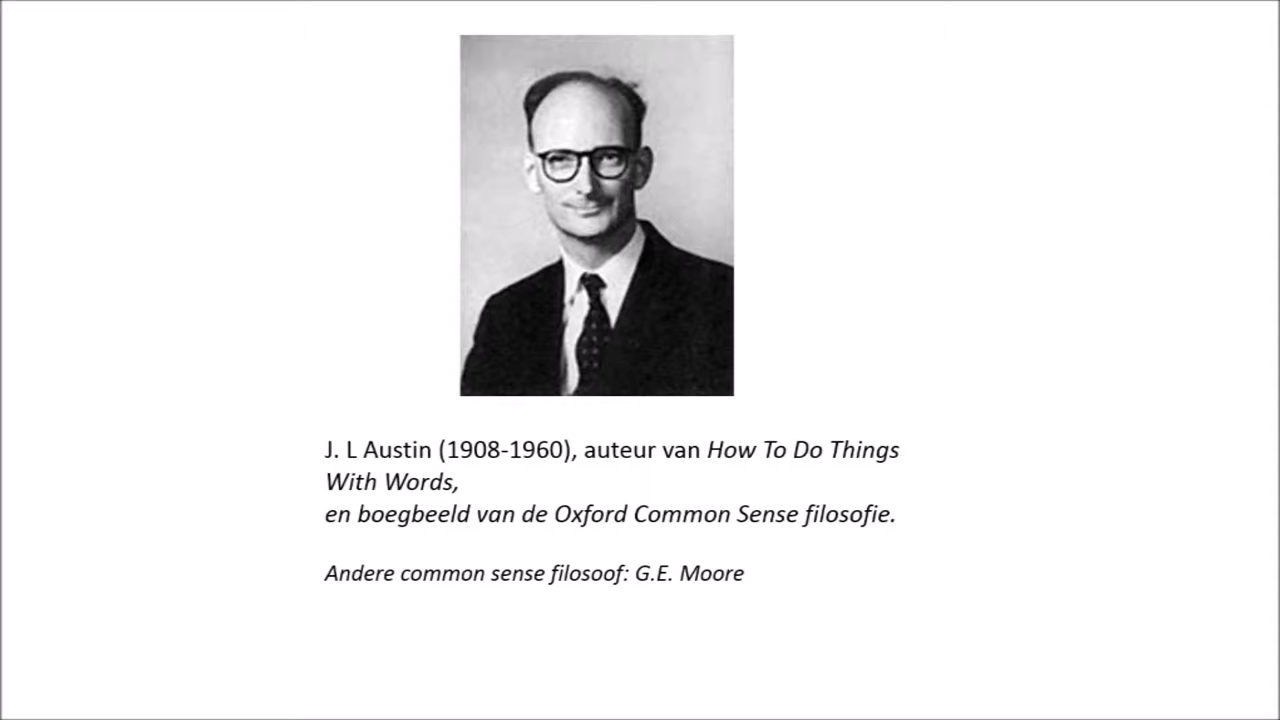 J. L Austin (1908-1960), auteur van How To Do Things
With Words,
en boegbeeld van de Oxford Common Sense filosofie.
Andere common sense filosoof: G.E. Moore